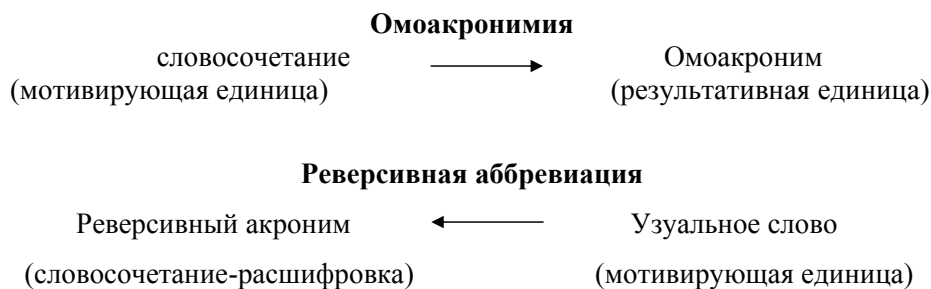 Омоакронимия
словосочетание Омоакроним
(мотивирующая единица) (результативная единица)
Реверсивная аббревиация
Реверсивный акроним Узуальное слово
(словосочетание-расшифровка) (мотивирующая единица)